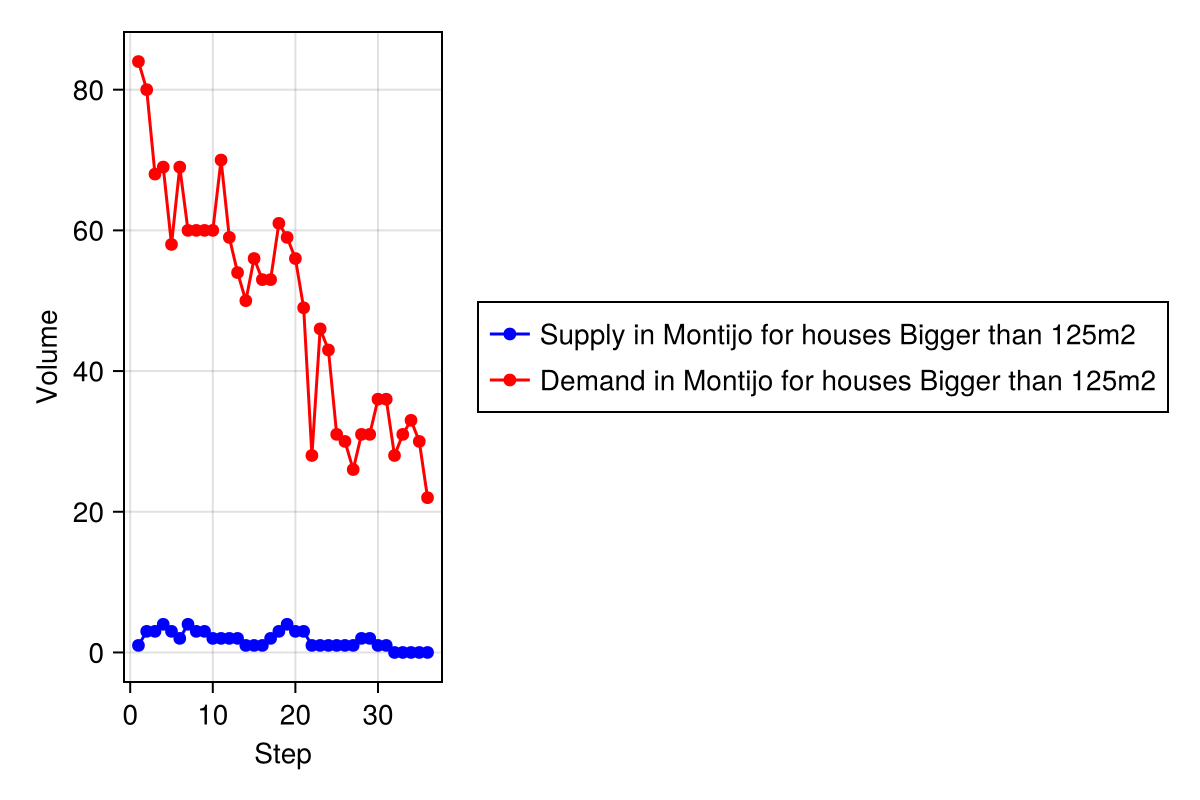 Volume
80
60
40
20
0
0 10 20 30
Step
Supply in Montijo for houses Bigger than 125m2
Demand in Montijo for houses Bigger than 125m2